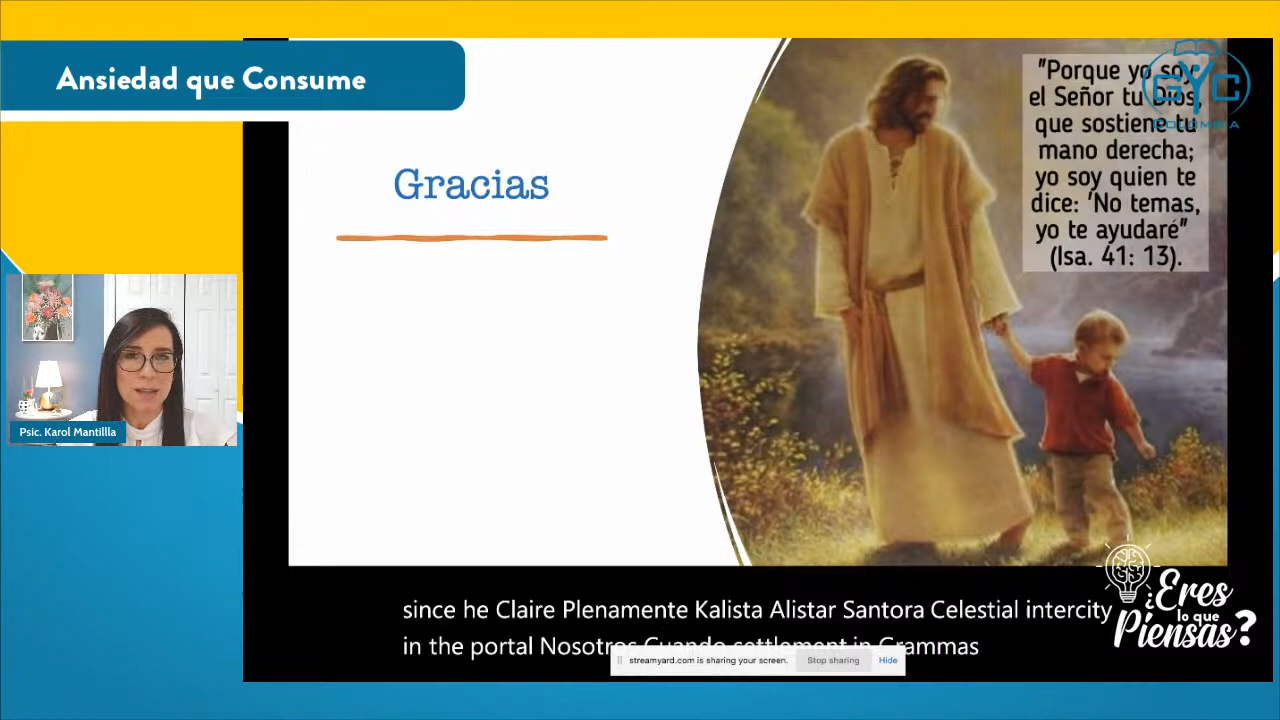 Ansiedad que Consume
GYC
COLOMBIA
"Porque yo soy
el Señor tu Dios,
que sostiene tu
mano derecha;
yo soy quien te
dice: 'No temas,
yo te ayudaré"
(Isa. 41: 13).
Gracias
Psic. Karol Mantillla
since he Claire Plenamente Kalista Alistar Santora Celestial intercity
in the portal Nosotros Cuando settlement in Grammas
¿Eres
lo que
Piensas?
streamyard.com is sharing your screen. Stop sharing Hide